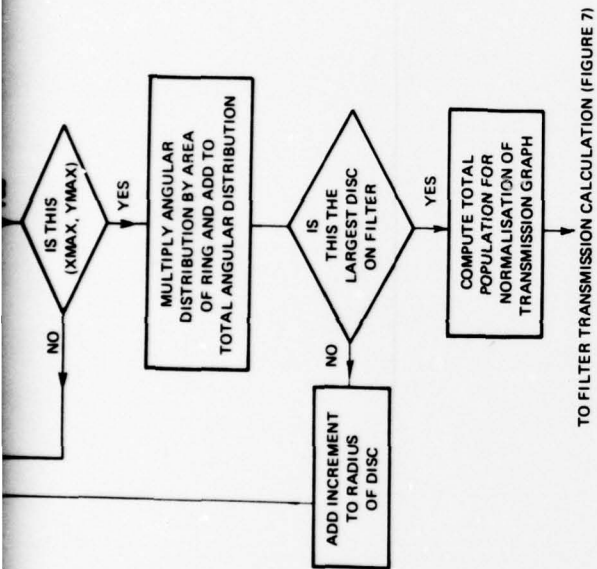 IS THIS
(XMAX, YMAX)
NO
YES
MULTIPLY ANGULAR
DISTRIBUTION BY AREA
OF RING AND ADD TO
TOTAL ANGULAR DISTRIBUTION
IS
THIS THE
LARGEST DISC
ON FILTER
NO
YES
ADD INCREMENT
TO RADIUS
OF DISC
COMPUTE TOTAL
POPULATION FOR
NORMALISATION OF
TRANSMISSION GRAPH
TO FILTER TRANSMISSION CALCULATION (FIGURE 7)